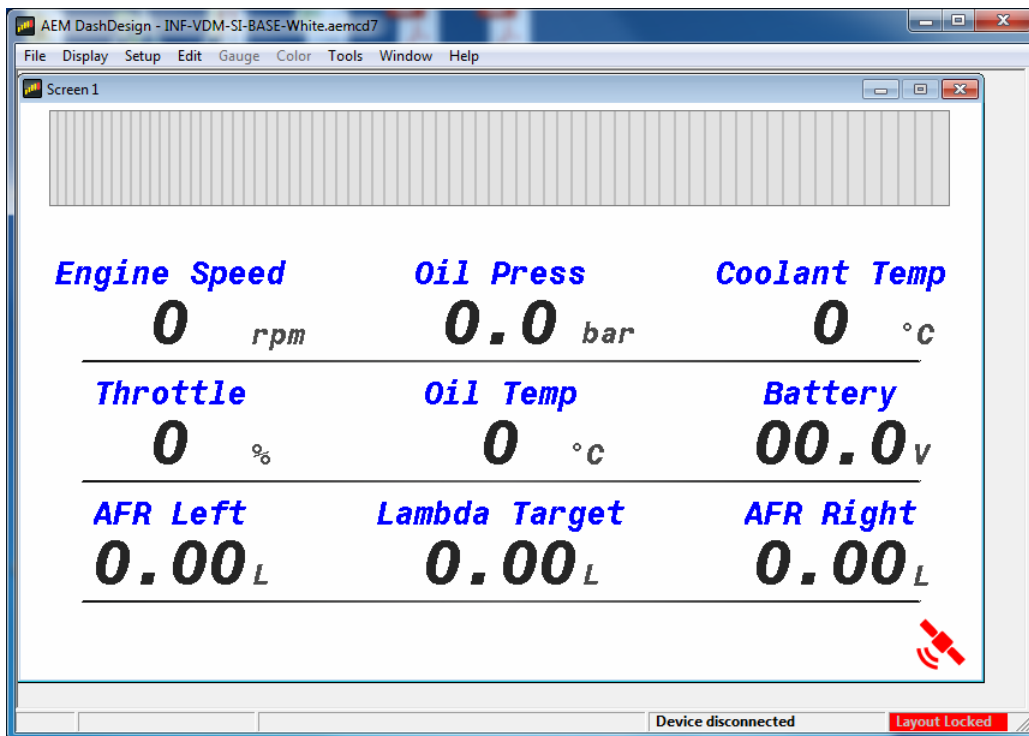 AEM DashDesign - INF-VDM-SI-BASE-White.aemcd7
File Display Setup Edit Gauge Color Tools Window Help
Screen 1
Engine Speed Oil Press Coolant Temp
0 rpm 0.0 bar 0 °C
Throttle Oil Temp Battery
0 % 0 °C 00.0 V
AFR Left Lambda Target AFR Right
0.00 L 0.00 L 0.00 L
Device disconnected Layout Locked